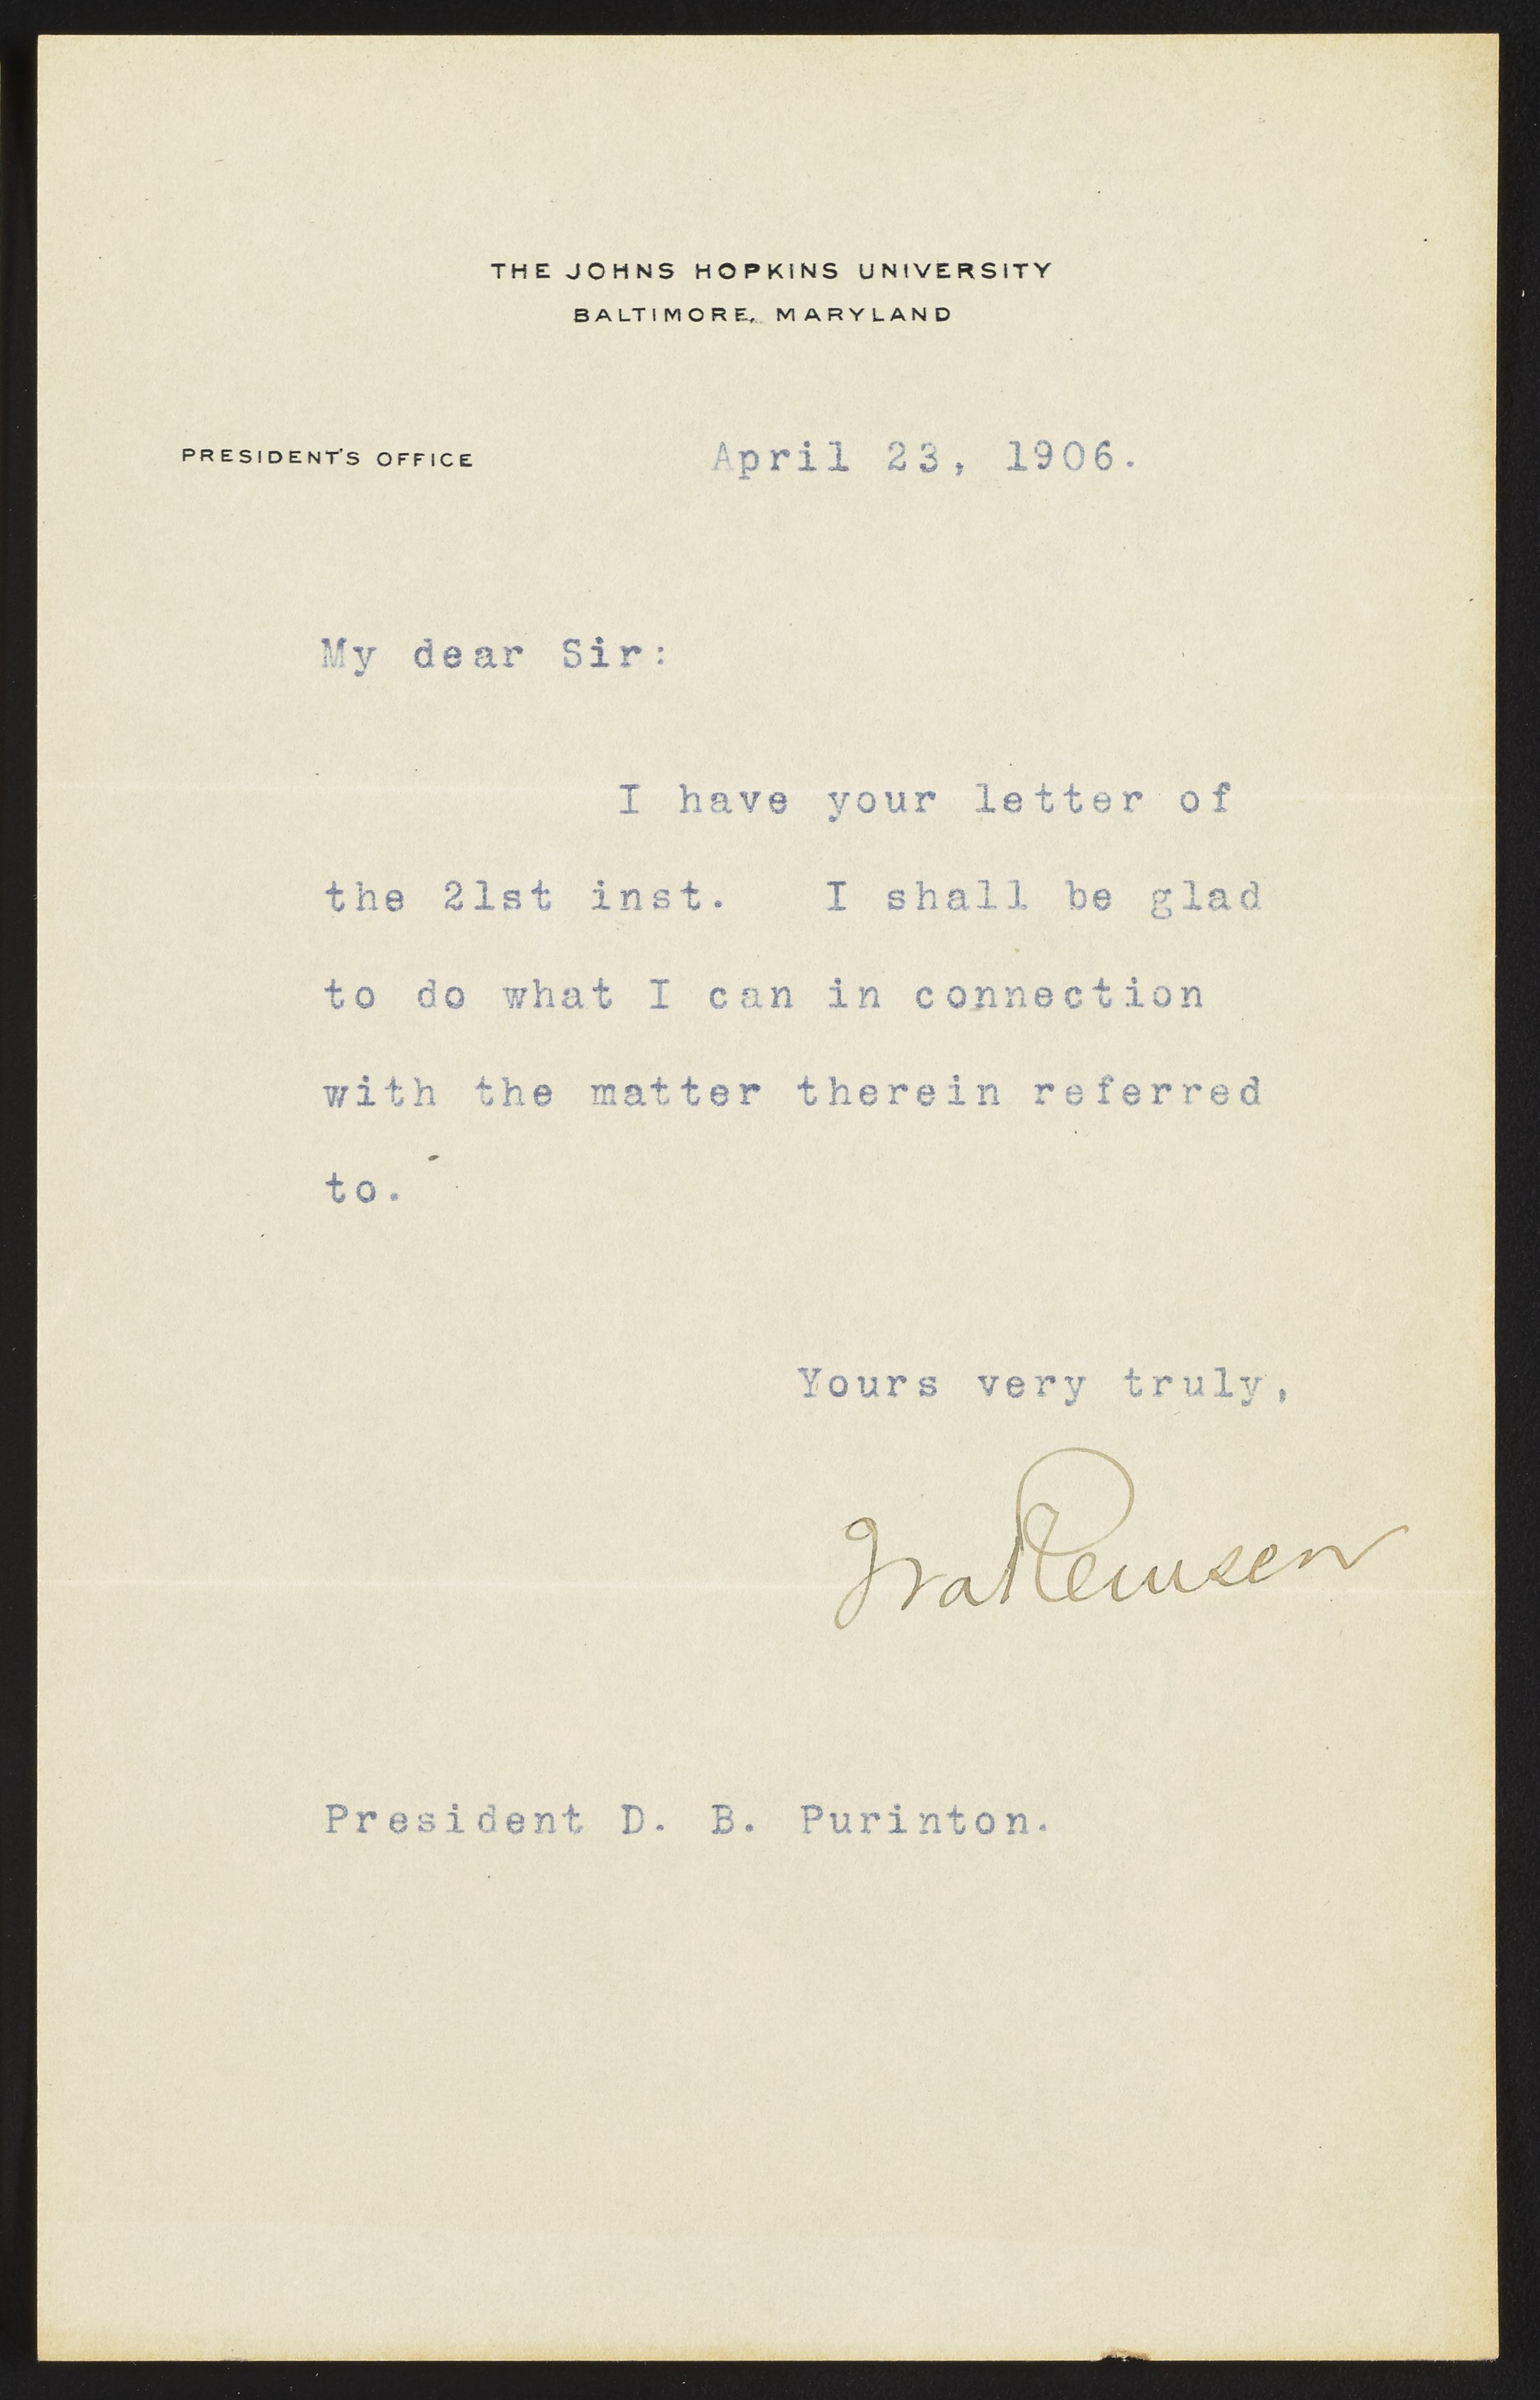 THE JOHNS HOPKINS UNIVERSITY
BALTIMORE, MARYLAND
PRESIDENT'S OFFICE
April 23, 1906.
My dear Sir:
I have your letter of
the 21st inst. I shall be glad
to do what I can in connection
with the matter therein referred
to.
Yours very truly,
Ira Remsen
President D. B. Purinton.